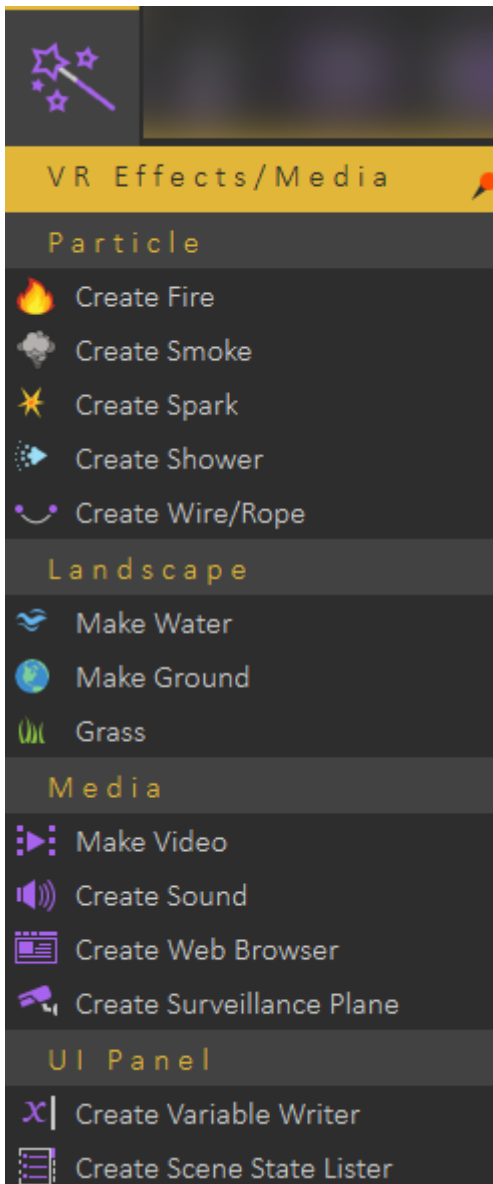 VR Effects/Media
Particle
Create Fire
Create Smoke
Create Spark
Create Shower
Create Wire/Rope
Landscape
Make Water
Make Ground
Grass
Media
Make Video
Create Sound
Create Web Browser
Create Surveillance Plane
UI Panel
Create Variable Writer
Create Scene State Lister